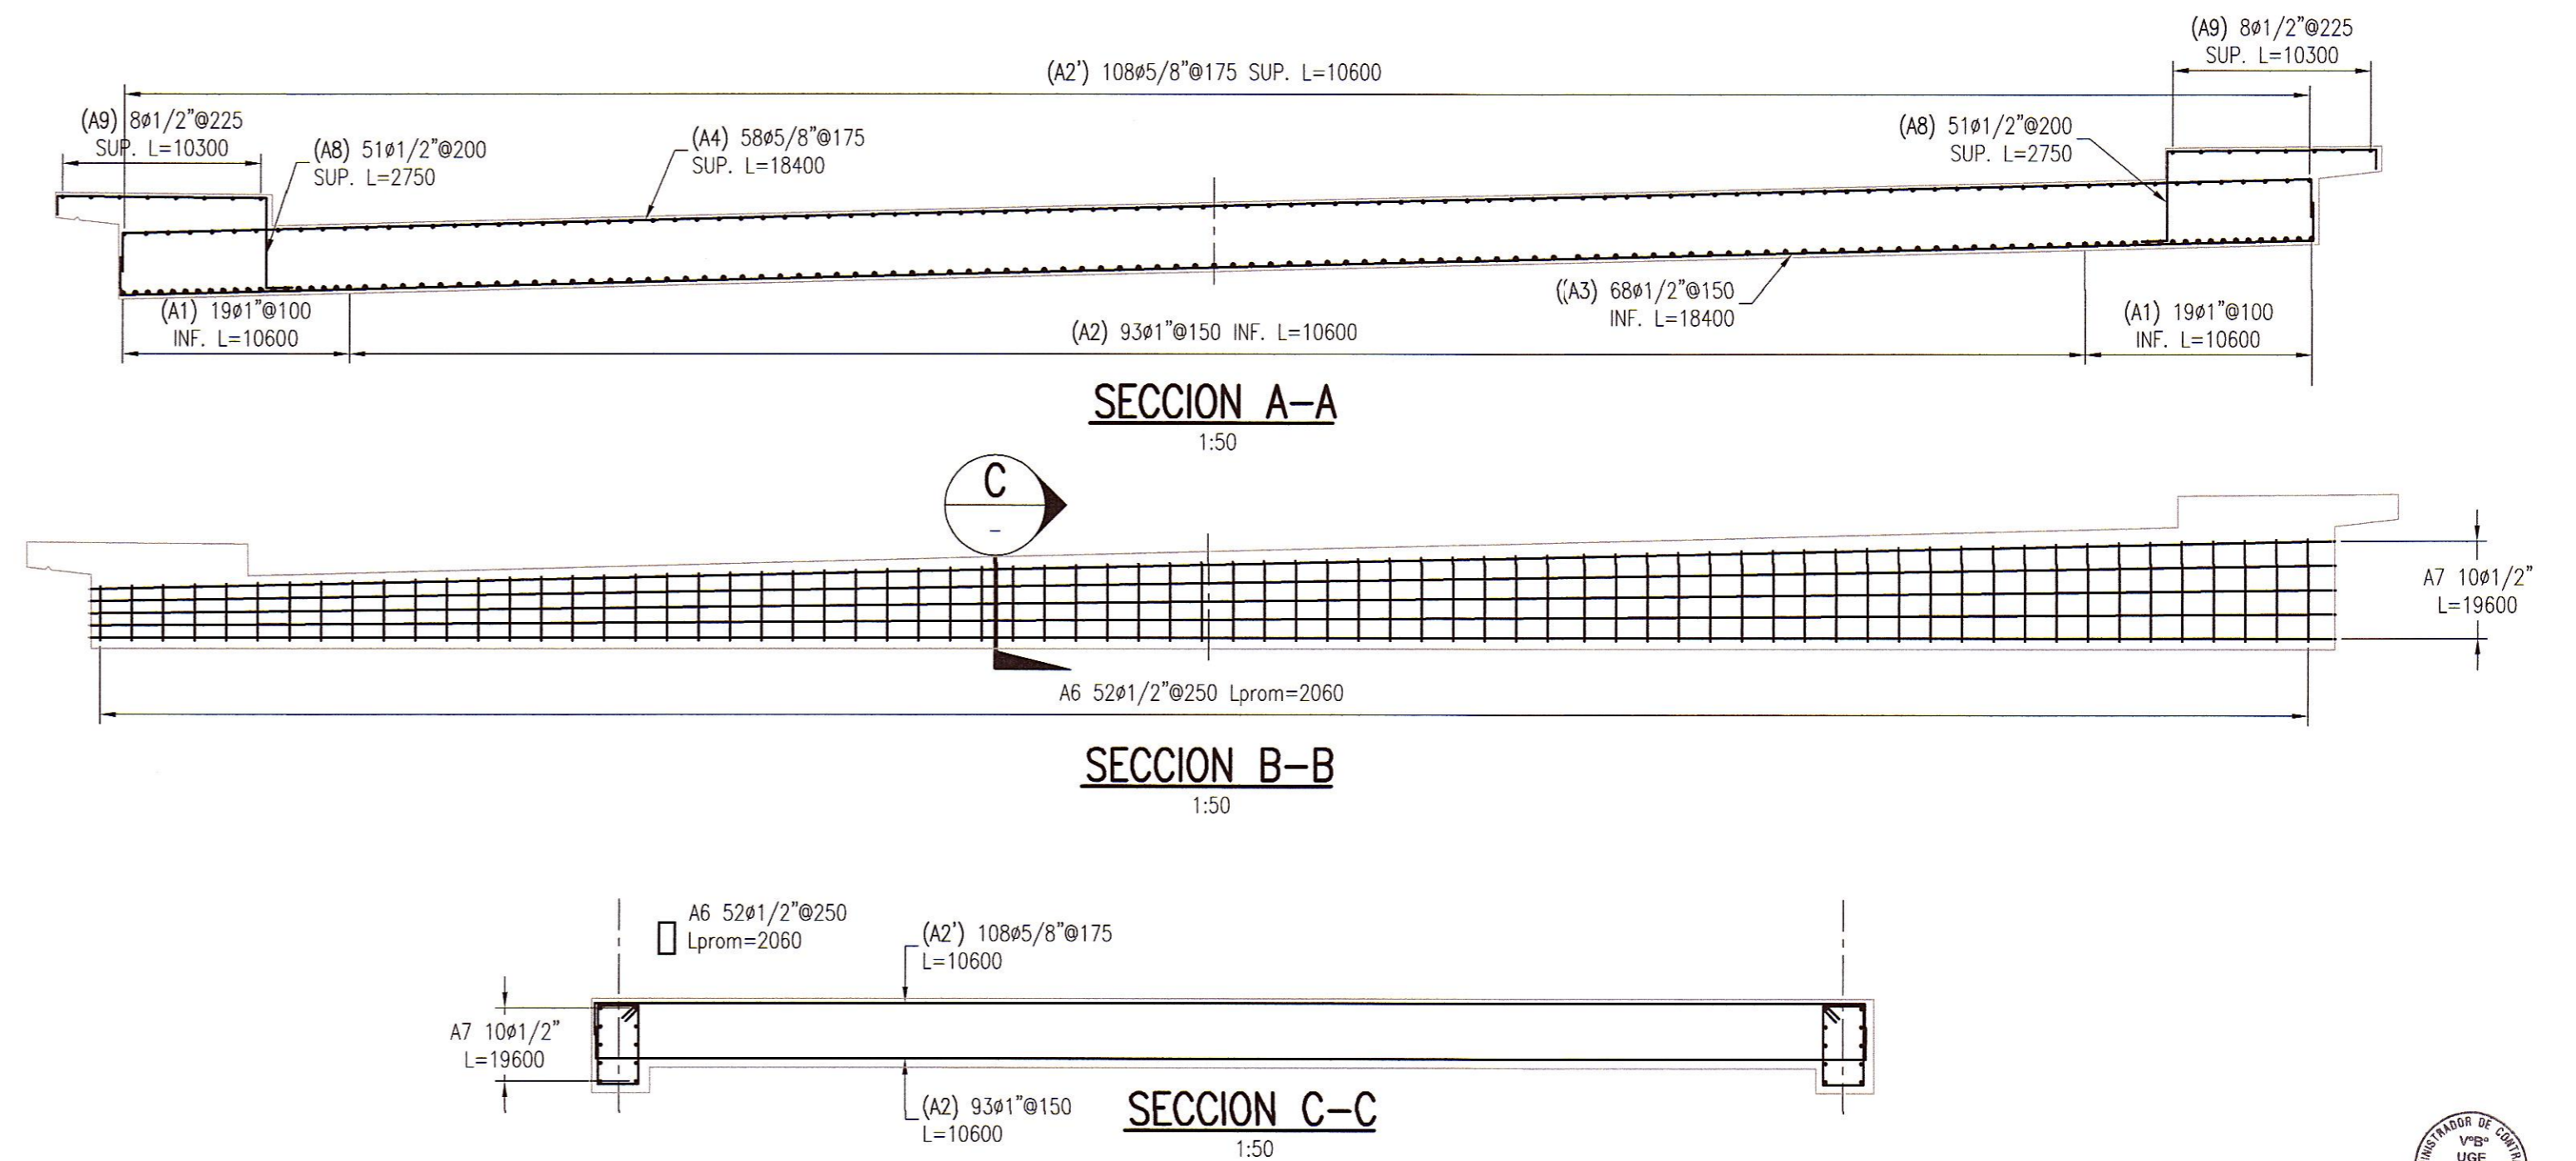 (A9) 8ø1/2"@225
SUP. L=10300
(A2') 108ø5/8"@175 SUP. L=10600
(A9) 8ø1/2"@225
SUP. L=10300
(A8) 51ø1/2"@200
SUP. L=2750
(A4) 58ø5/8"@175
SUP. L=18400
(A8) 51ø1/2"@200
SUP. L=2750
(A1) 19ø1"@100
INF. L=10600
(A2) 93ø1"@150 INF. L=10600
((A3) 68ø1/2"@150
INF. L=18400
(A1) 19ø1"@100
INF. L=10600
SECCION A-A
1:50
C
-
A7 10ø1/2"
L=19600
A6 52ø1/2"@250 Lprom=2060
SECCION B-B
1:50
A6 52ø1/2"@250
Lprom=2060
(A2') 108ø5/8"@175
L=10600
A7 10ø1/2"
L=19600
(A2) 93ø1"@150
L=10600
SECCION C-C
1:50
DE
V°B°
UGE